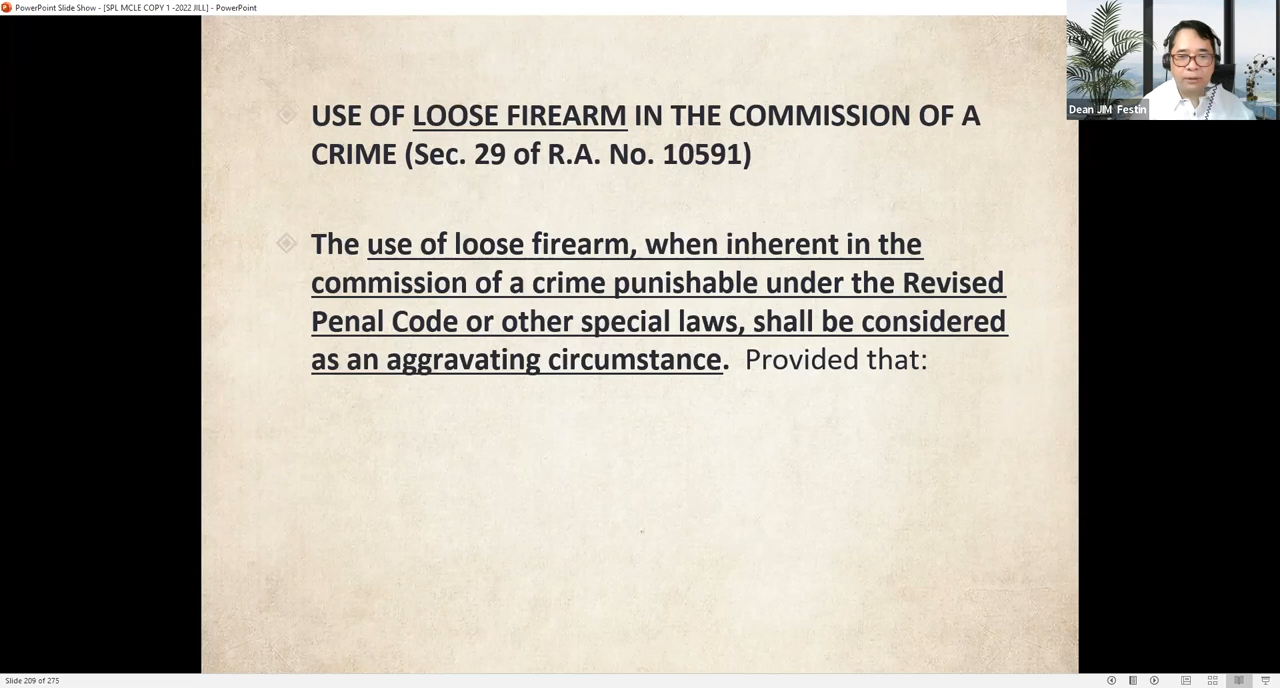 PowerPoint Slide Show - [SPL MCLE COPY 1 -2022 JILL] - PowerPoint
Dean JIM Festin
USE OF LOOSE FIREARM IN THE COMMISSION OF A
CRIME (Sec. 29 of R.A. No. 10591)
The use of loose firearm, when inherent in the
commission of a crime punishable under the Revised
Penal Code or other special laws, shall be considered
as an aggravating circumstance. Provided that:
Slide 209 of 275